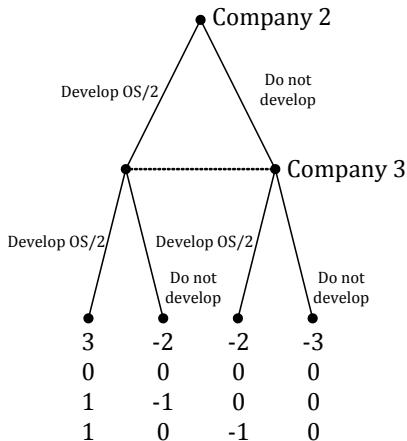 Company 2
Develop OS/2
Do not
develop
Company 3
Develop OS/2
Do not
develop
Develop OS/2
Do not
develop
3 -2 -2 -3
0 0 0 0
1 -1 0 0
1 0 -1 0